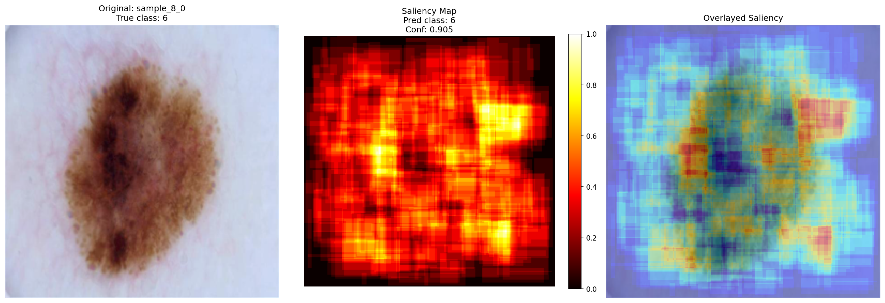 Original: sample_8_0
True class: 6
Saliency Map
Pred class: 6
Conf: 0.905
Overlayed Saliency
1.0
0.8
0.6
0.4
0.2
0.0